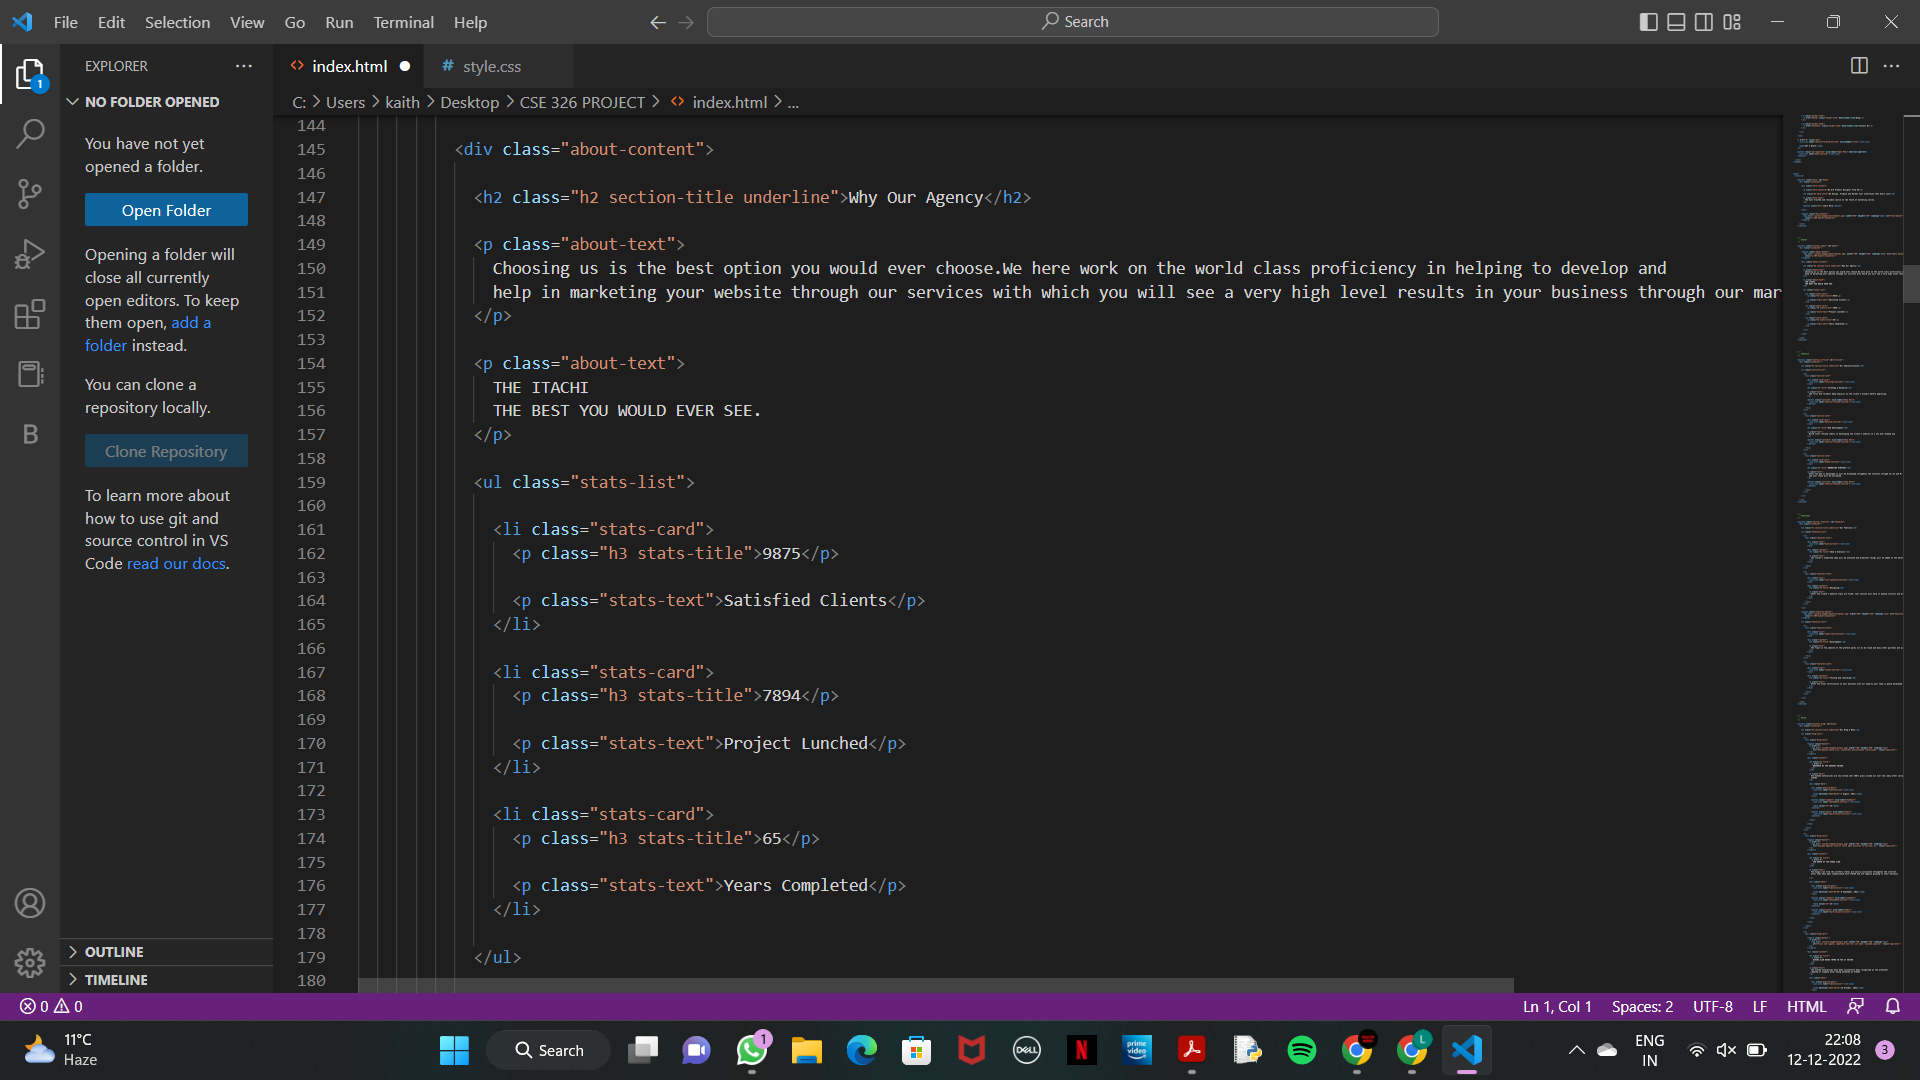 File Edit Selection View Go Run Terminal Help
Search
EXPLORER
index.html
# style.css
1
NO FOLDER OPENED
C: > Users > kaith > Desktop > CSE 326 PROJECT > index.html > ...
You have not yet
opened a folder.
Open Folder
Opening a folder will
close all currently
open editors. To keep
them open, add a
folder instead.
You can clone a
repository locally.
Clone Repository
To learn more about
how to use git and
source control in VS
Code read our docs.
B
OUTLINE
TIMELINE
144
145 <div class="about-content">
146
147 <h2 class="h2 section-title underline">Why Our Agency</h2>
148
149 <p class="about-text">
150 Choosing us is the best option you would ever choose.We here work on the world class proficiency in helping to develop and
151 help in marketing your website through our services with which you will see a very high level results in your business through our mar
152 </p>
153
154 <p class="about-text">
155 THE ITACHI
156 THE BEST YOU WOULD EVER SEE.
157 </p>
158
159 <ul class="stats-list">
160
161 <li class="stats-card">
162 <p class="h3 stats-title">9875</p>
163
164 <p class="stats-text">Satisfied Clients</p>
165 </li>
166
167 <li class="stats-card">
168 <p class="h3 stats-title">7894</p>
169
170 <p class="stats-text">Project Lunched</p>
171 </li>
172
173 <li class="stats-card">
174 <p class="h3 stats-title">65</p>
175
176 <p class="stats-text">Years Completed</p>
177 </li>
178
179 </ul>
180
0 0
Ln 1, Col 1 Spaces: 2 UTF-8 LF HTML
11°C
Haze
Search
1
DELL
N
prime
video
L
ENG
IN
22:08
12-12-2022
3